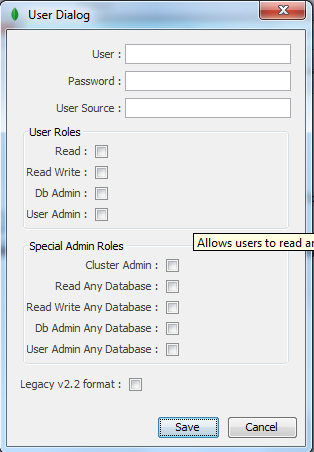 User Dialog
User :
Password :
User Source :
User Roles
Read :
Read Write :
Db Admin :
User Admin :
Allows users to read
Special Admin Roles
Cluster Admin :
Read Any Database :
Read Write Any Database :
Db Admin Any Database :
User Admin Any Database :
Legacy v2.2 format :
Save Cancel